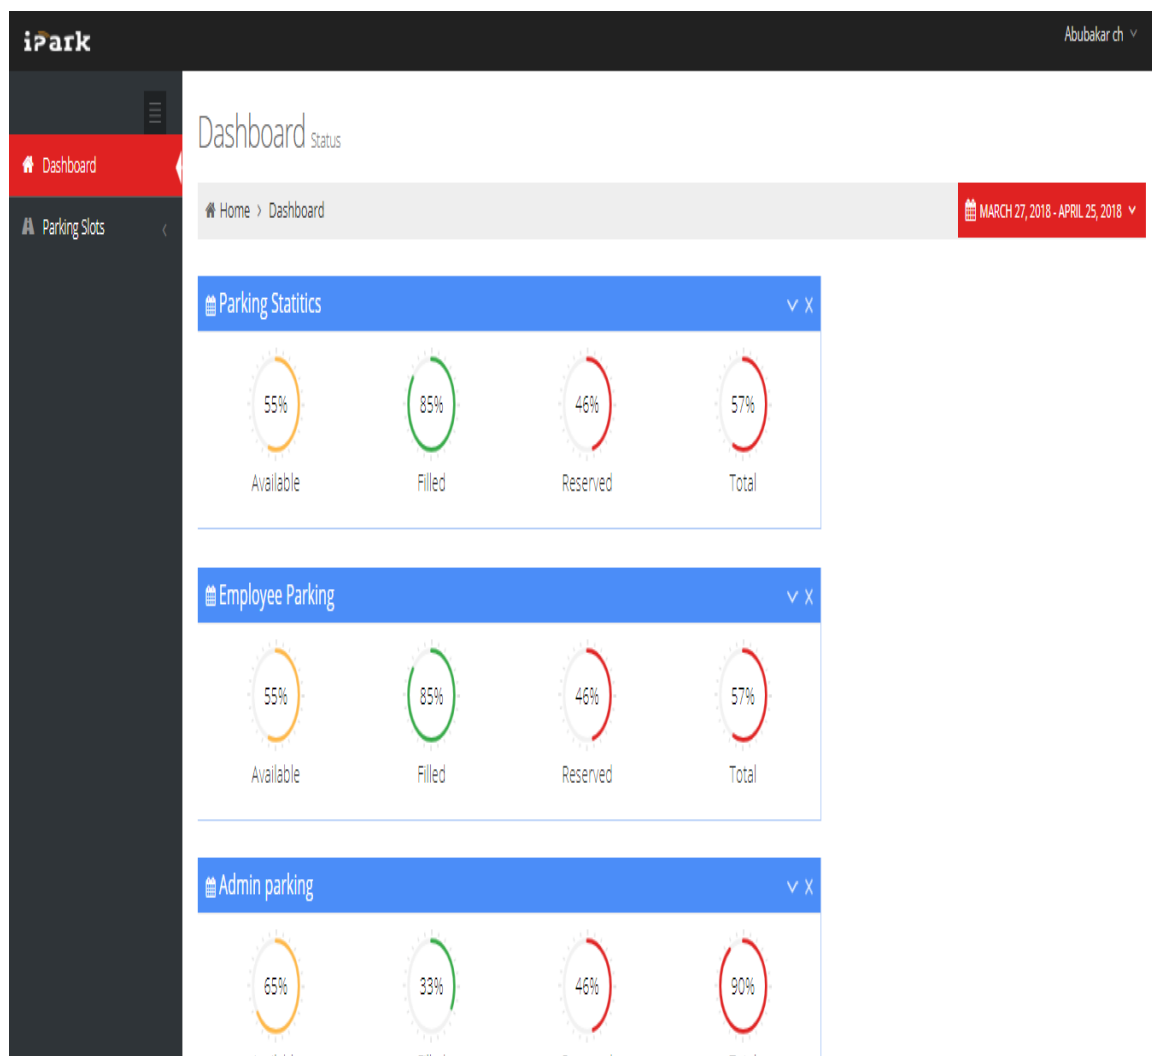 iPark
Abubakar ch
Dashboard Status
Dashboard
Home > Dashboard
MARCH 27, 2018 - APRIL 25, 2018
Parking Slots
Parking Statitics
55%
85%
46%
57%
Available
Filled
Reserved
Total
Employee Parking
55%
85%
46%
57%
Available
Filled
Reserved
Total
Admin parking
65%
33%
46%
90%